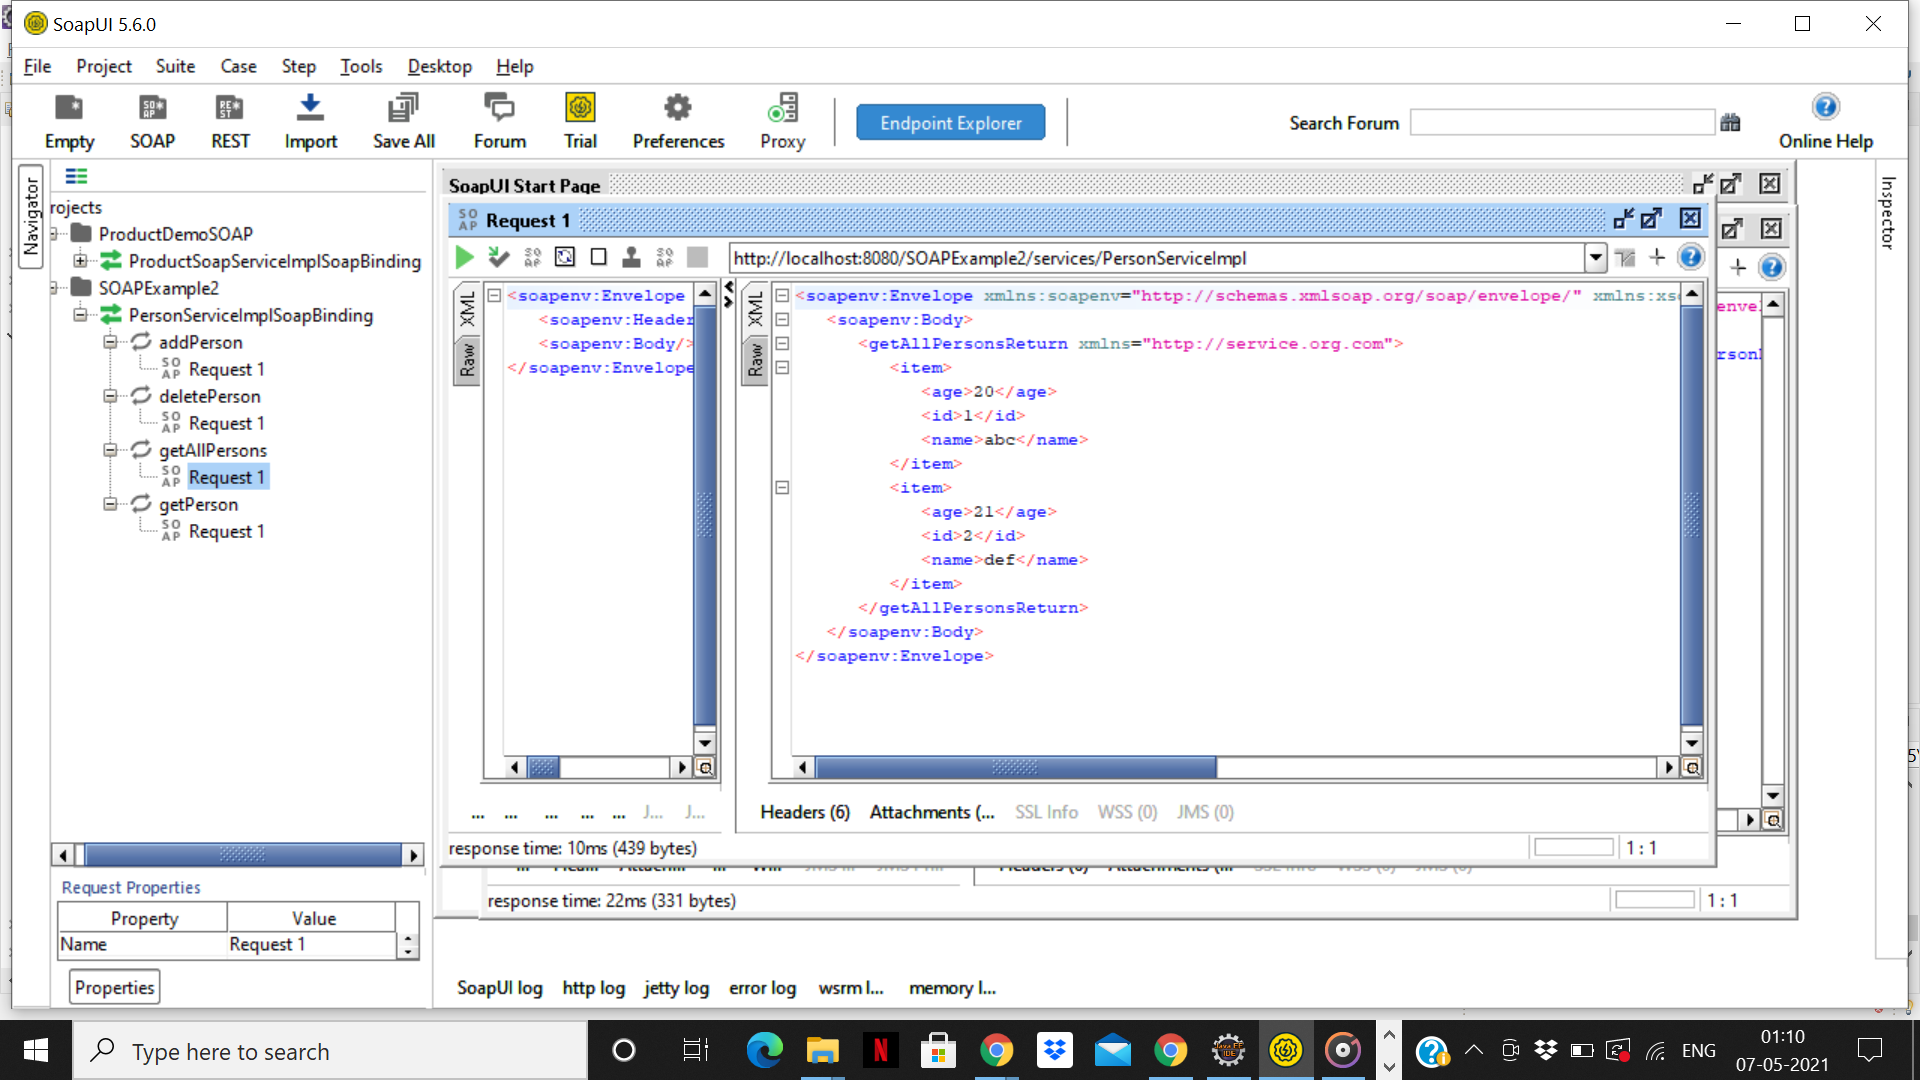 SoapUI 5.6.0
File Project Suite Case Step Tools Desktop Help
Empty SOAP REST Import Save All Forum Trial Preferences Proxy
Endpoint Explorer
Search Forum
Online Help
Navigator
rojects
ProductDemoSOAP
ProductSoapServiceImplSoapBinding
SOAPExample2
PersonServiceImplSoapBinding
addPerson
Request 1
deletePerson
Request 1
getAllPersons
Request 1
getPerson
Request 1
Request Properties
Property Value
Name Request 1
Properties
SoapUI Start Page
Request 1
http://localhost:8080/SOAPExample2/services/PersonServiceImpl
XML
Raw
<soapenv:Envelope
<soapenv:Header
<soapenv:Body/>
</soapenv:Envelope
XML
Raw
<soapenv:Envelope xmlns:soapenv="http://schemas.xmlsoap.org/soap/envelope/" xmlns:xs
<soapenv:Body>
<getAllPersonsReturn xmlns="http://service.org.com">
<item>
<age>20</age>
<id>1</id>
<name>abc</name>
</item>
<item>
<age>21</age>
<id>2</id>
<name>def</name>
</item>
</getAllPersonsReturn>
</soapenv:Body>
</soapenv:Envelope>
... ... ... ... ... J... J...
Headers (6) Attachments (... SSL Info WSS (0) JMS (0)
response time: 10ms (439 bytes)
1 : 1
response time: 22ms (331 bytes)
1 : 1
Inspector
SoapUI log http log jetty log error log wsrm l... memory l...
Type here to search
ENG
01:10
07-05-2021